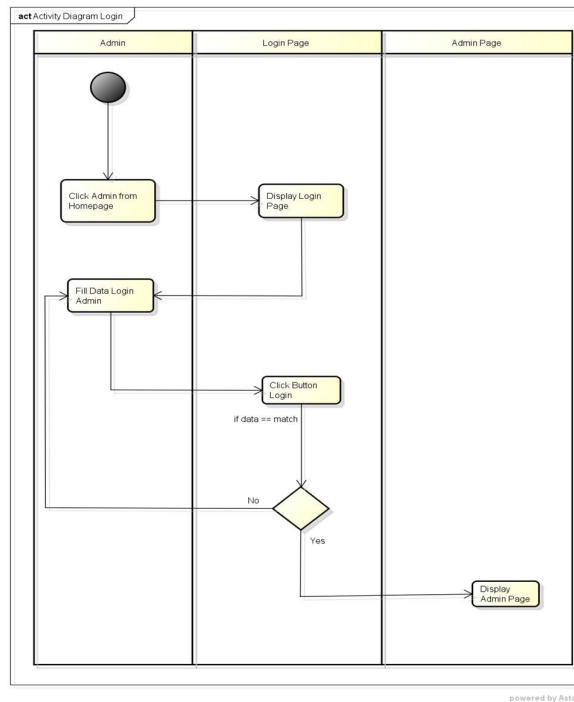 act Activity Diagram Login
Admin
Login Page
Admin Page
Click Admin from
Homepage
Display Login
Page
Fill Data Login
Admin
Click Button
Login
if data == match
No
Yes
Display
Admin Page
powered by Asta